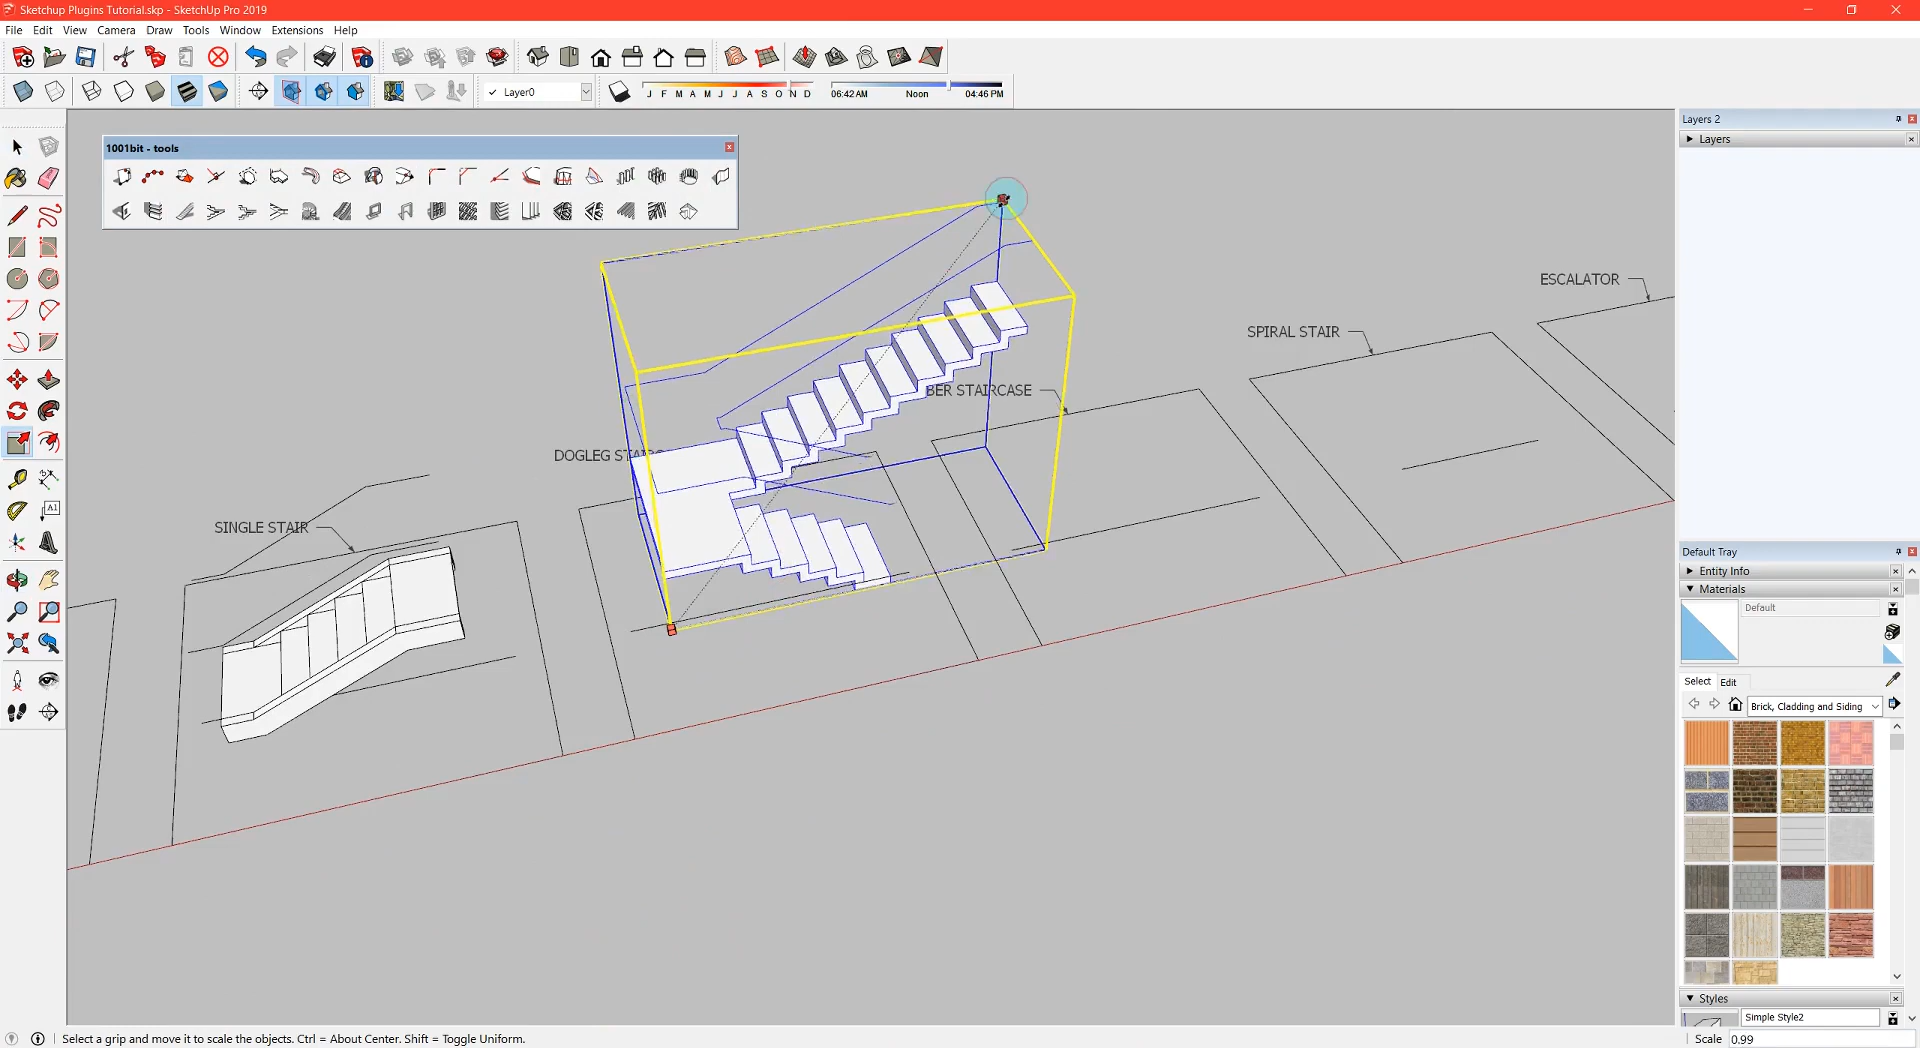 Sketchup Plugins Tutorial.skp - SketchUp Pro 2019
File Edit View Camera Draw Tools Window Extensions Help
Layer0
J F M A M J J A S O N D
06:42 AM Noon 04:46 PM
1001bit - tools
Layers 2
Layers
ESCALATOR
SPIRAL STAIR
BER STAIRCASE
DOGLEG STAIRC
SINGLE STAIR
A1
Default Tray
Entity Info
Materials
Default
Select Edit
Brick, Cladding and Siding
Styles
Simple Style2
Select a grip and move it to scale the objects. Ctrl = About Center. Shift = Toggle Uniform.
Scale 0.99